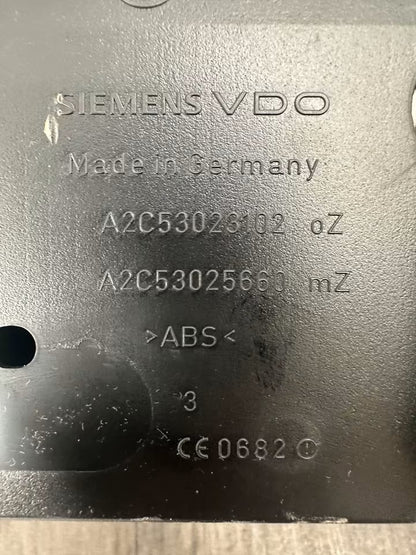 SIEMENS VDO
Made in Germany
A2C53023102 oZ
A2C53025660 mZ
>ABS<
3
CE 0682